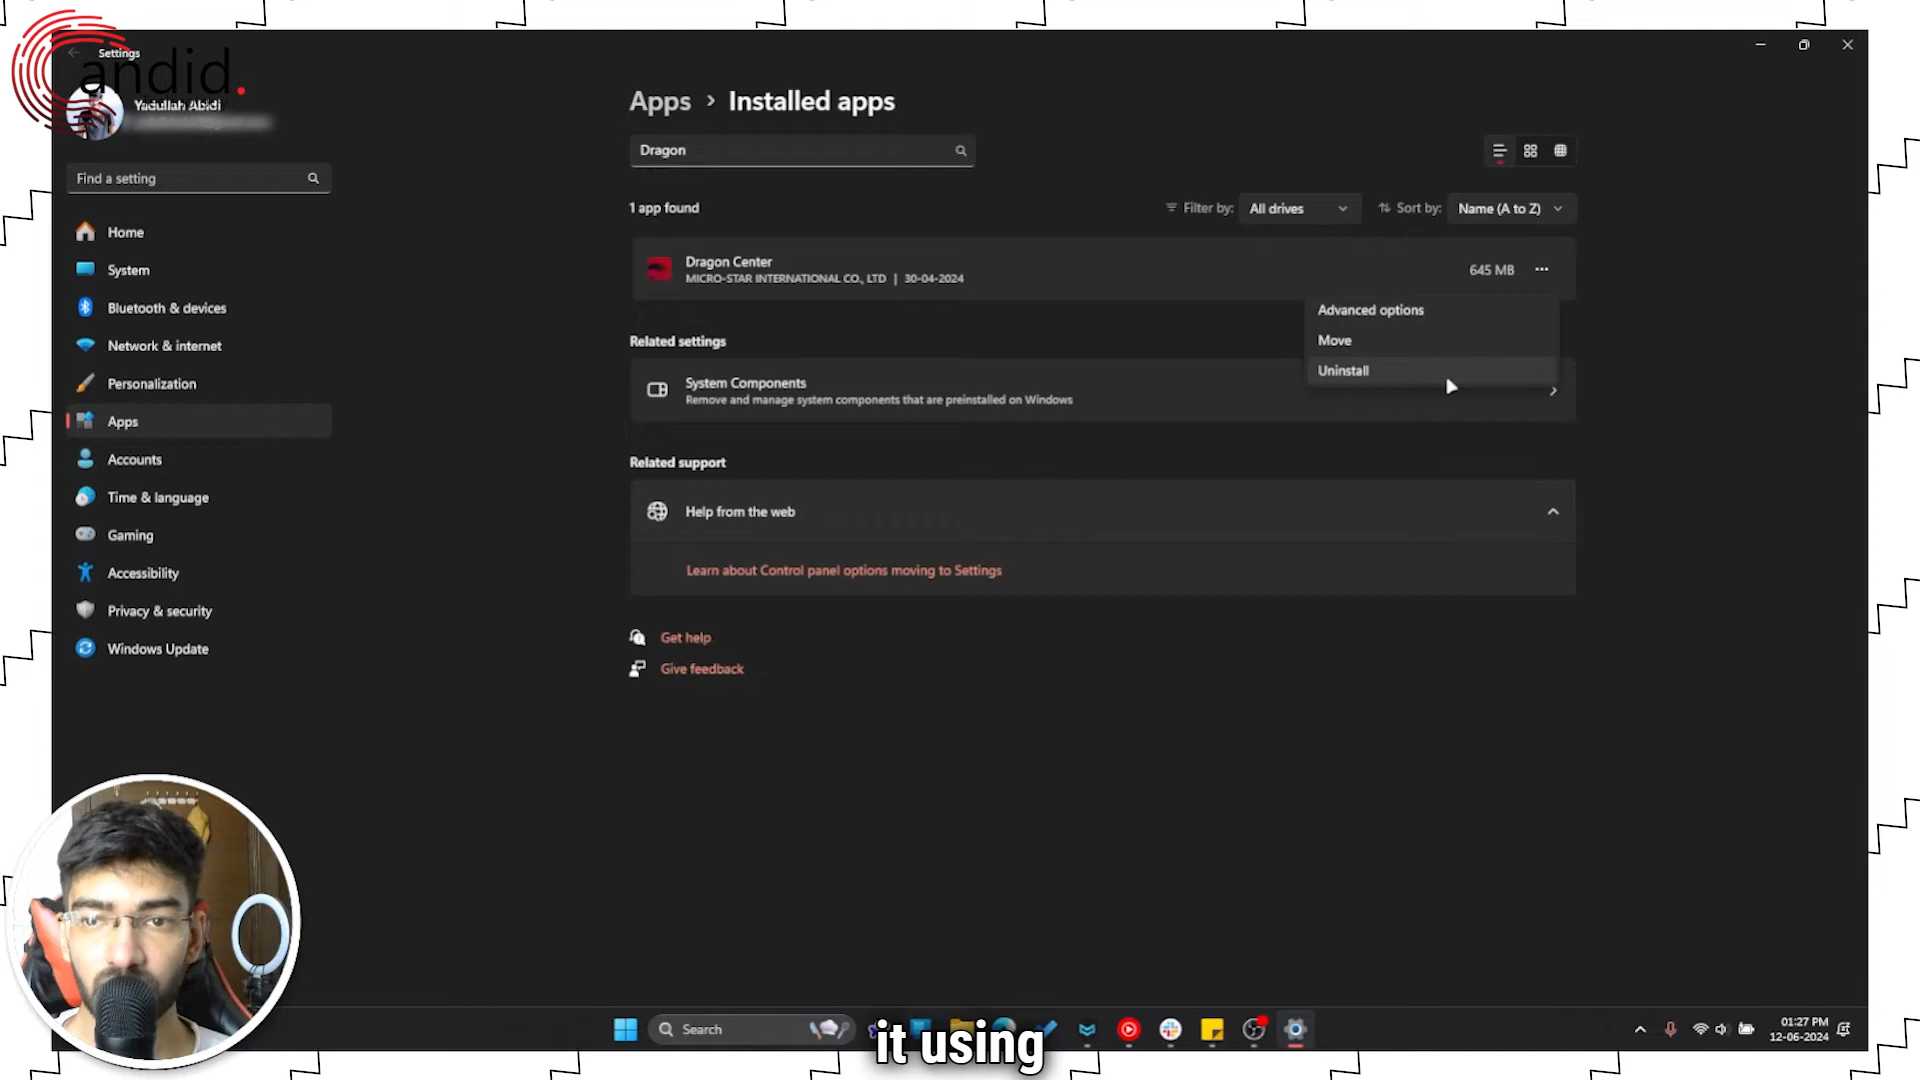 Settings
andid.
Yadullah Abidi
Find a setting
Home
System
Bluetooth & devices
Network & internet
Personalization
Apps
Accounts
Time & language
Gaming
Accessibility
Privacy & security
Windows Update
Apps > Installed apps
Dragon
1 app found
Filter by: All drives
Sort by: Name (A to Z)
Dragon Center
MICRO-STAR INTERNATIONAL CO., LTD | 30-04-2024
645 MB
Advanced options
Move
Uninstall
Related settings
System Components
Remove and manage system components that are preinstalled on Windows
Related support
Help from the web
Learn about Control panel options moving to Settings
Get help
Give feedback
Search
01:27 PM
12-06-2024
it using